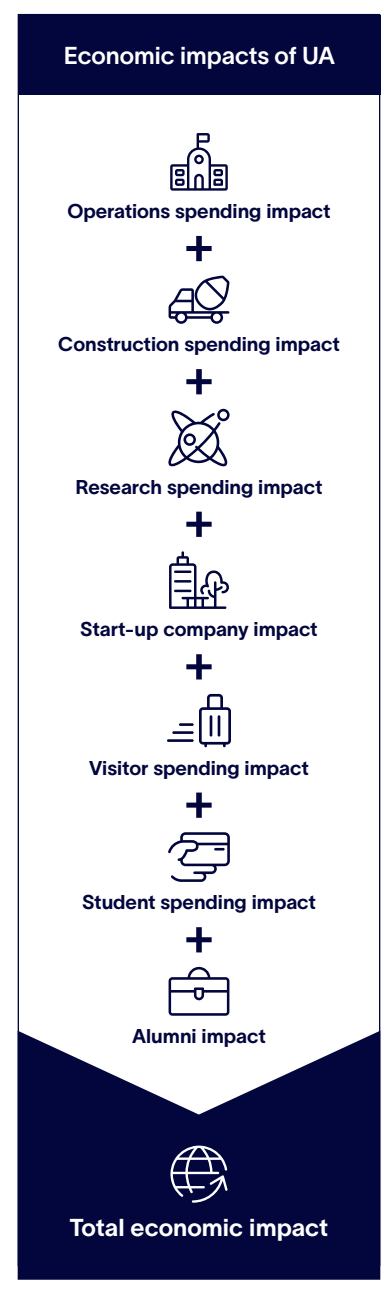 Economic impacts of UA
Operations spending impact
+
Construction spending impact
+
Research spending impact
+
Start-up company impact
+
Visitor spending impact
+
Student spending impact
+
Alumni impact
Total economic impact